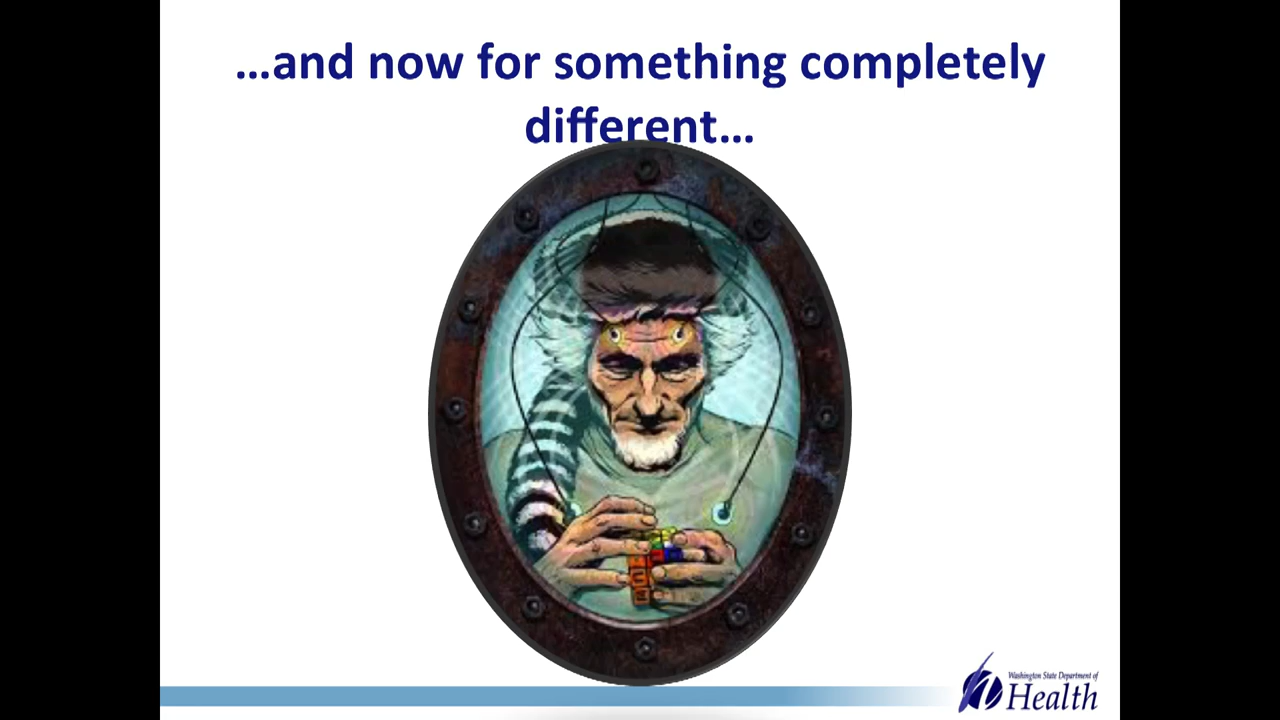 …and now for something completely
different…
Washington State Department of
Health